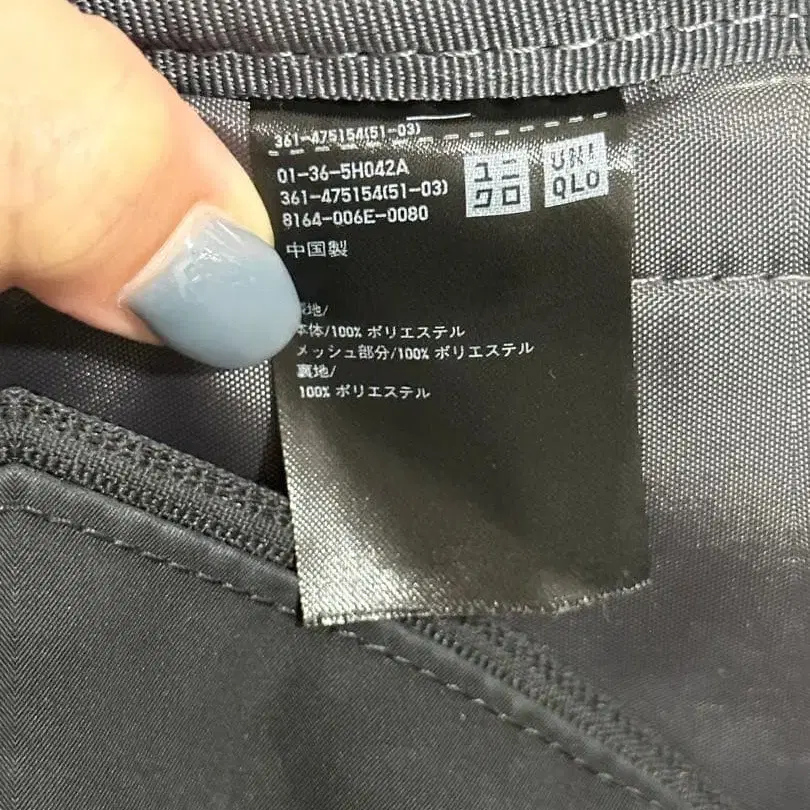 361-475154(51-03)
01-36-5H042A
361-475154(51-03)
8164-006E-0080
ユニ
クロ
UNI
QLO
中国製
地/
本体/100% ポリエステル
メッシュ部分/100% ポリエステル
裏地/
100% ポリエステル